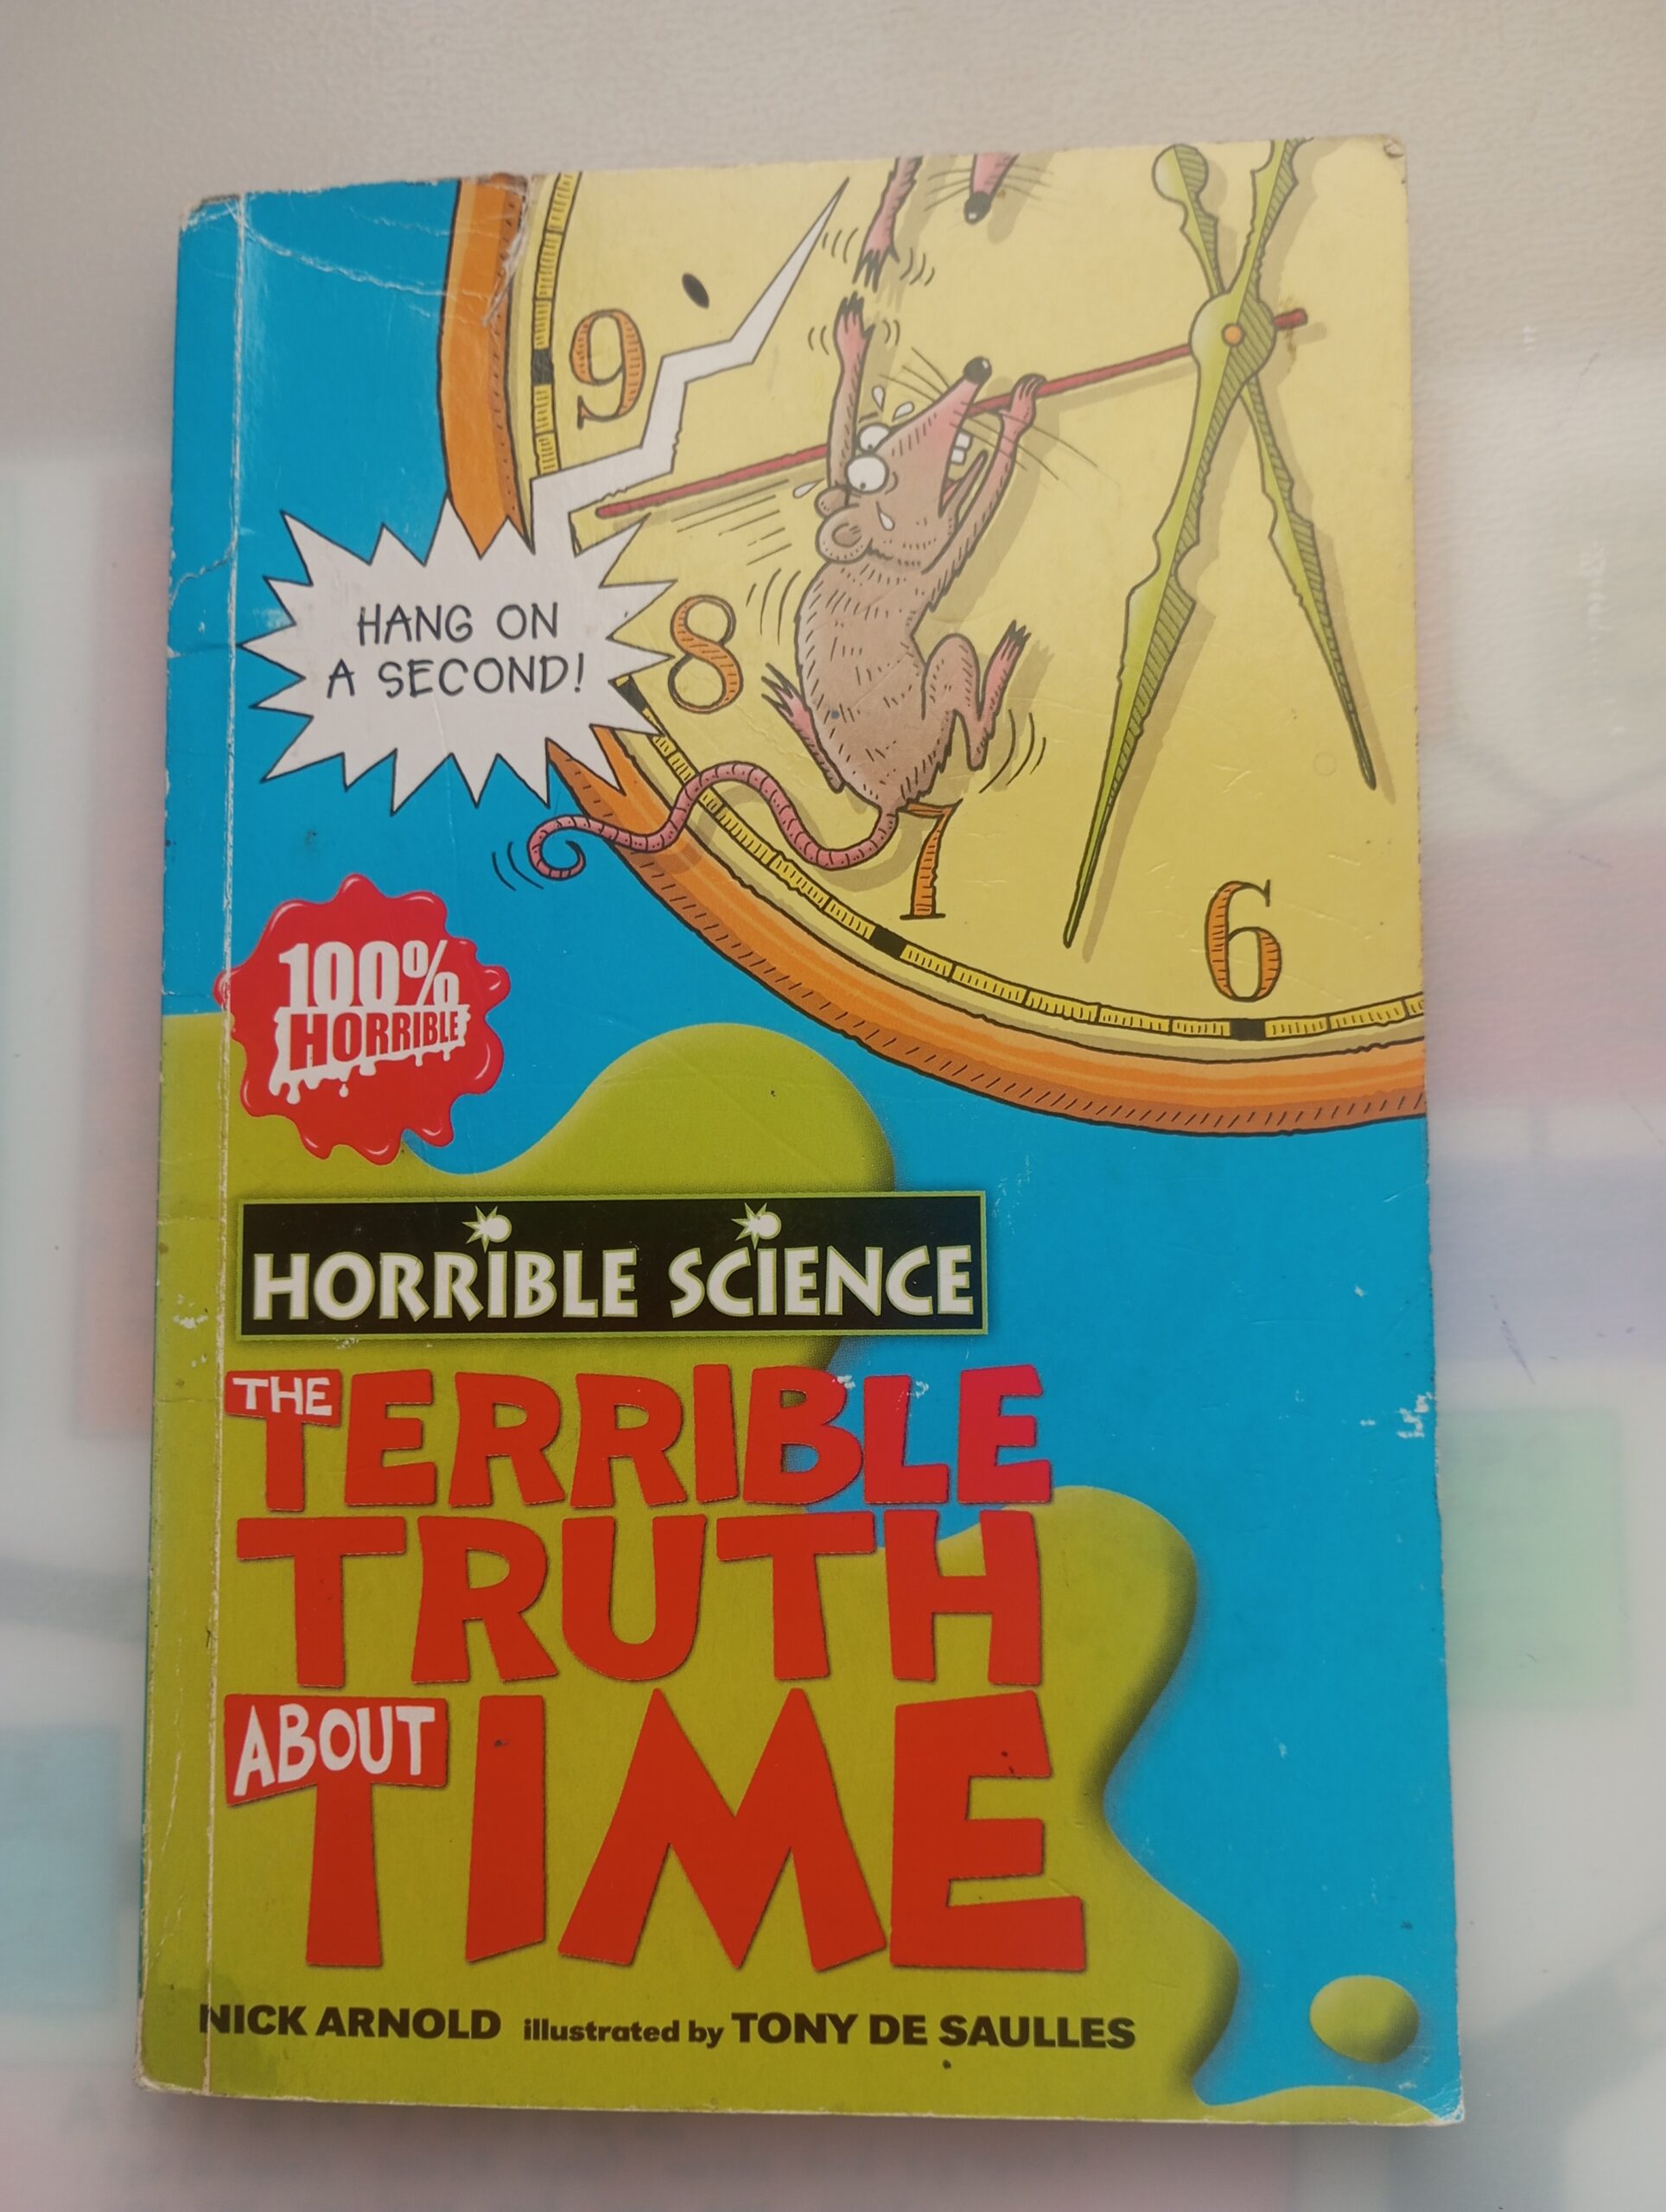 9
HANG ON
A SECOND!
8
7
6
100%
HORRIBLE
HORRIBLE SCIENCE
THE TERRIBLE
TRUTH
ABOUT TIME
NICK ARNOLD illustrated by TONY DE SAULLES